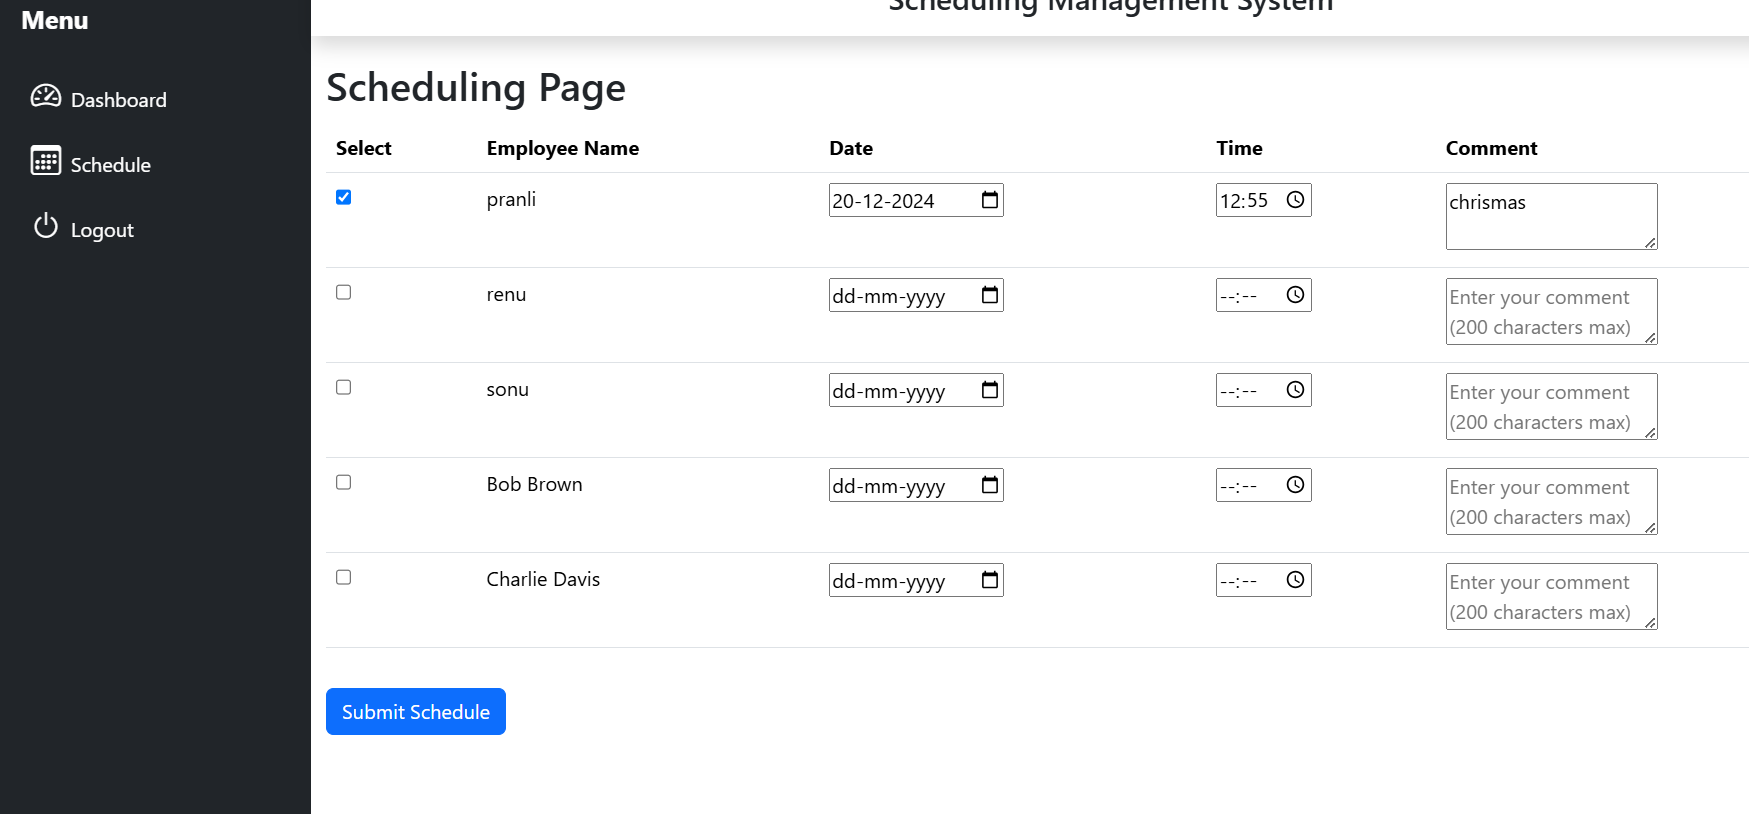 Menu
Dashboard
Schedule
Logout
Scheduling Management System
Scheduling Page
Select Employee Name Date Time Comment
pranli 20-12-2024 12:55 chrismas
renu dd-mm-yyyy --:-- Enter your comment
(200 characters max)
sonu dd-mm-yyyy --:-- Enter your comment
(200 characters max)
Bob Brown dd-mm-yyyy --:-- Enter your comment
(200 characters max)
Charlie Davis dd-mm-yyyy --:-- Enter your comment
(200 characters max)
Submit Schedule